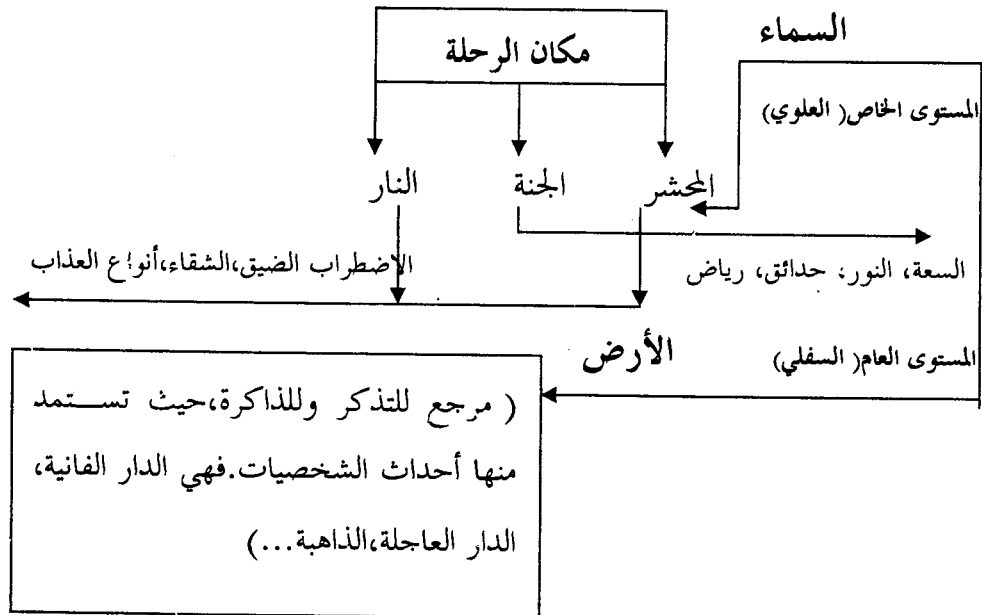 السماء
مكان الرحلة
المستوى الخاص( العلوي)
المحشر
الجنة
النار
السعة، النور، حدائق، رياض
الاضطراب الضيق،الشقاء،أنواع العذاب
الأرض
المستوى العام( السفلي)
( مرجع للتذكر وللذاكرة،حيث تستمد
منها أحداث الشخصيات.فهي الدار الفانية،
الدار العاجلة،الذاهبة...)